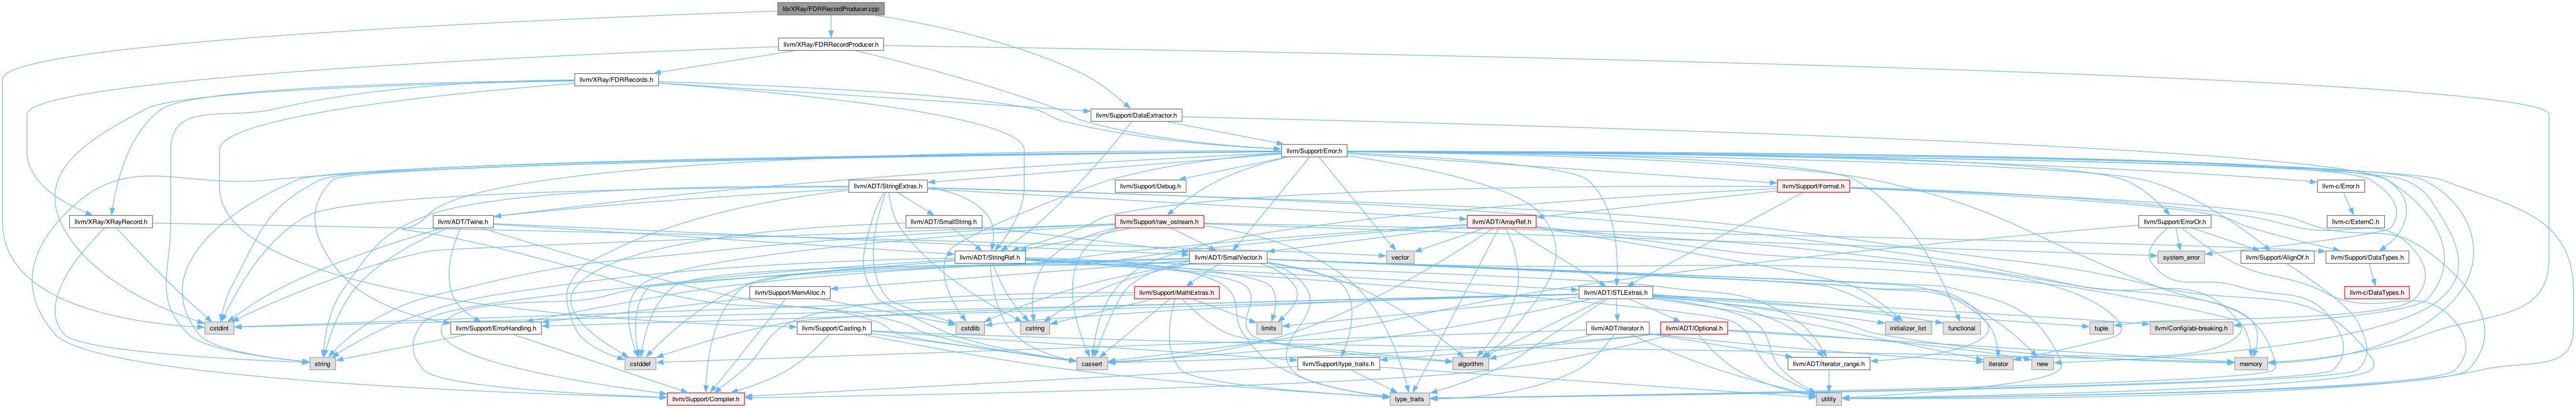 lib/XRay/FDRRecordProducer.cpp
llvm/XRay/FDRRecordProducer.h
llvm/XRay/FDRRecords.h
llvm/Support/DataExtractor.h
llvm/Support/Error.h
llvm/ADT/StringExtras.h
llvm/Support/Debug.h
llvm/Support/Format.h
llvm-c/Error.h
llvm/XRay/XRayRecord.h
llvm/ADT/Twine.h
llvm/ADT/SmallString.h
llvm/Support/raw_ostream.h
llvm/ADT/ArrayRef.h
llvm/Support/ErrorOr.h
llvm-c/ExternC.h
llvm/ADT/StringRef.h
llvm/ADT/SmallVector.h
vector
system_error
llvm/Support/AlignOf.h
llvm/Support/DataTypes.h
llvm/Support/MemAlloc.h
llvm/Support/MathExtras.h
llvm/ADT/STLExtras.h
llvm-c/DataTypes.h
cstdint
llvm/Support/ErrorHandling.h
llvm/Support/Casting.h
cstdlib
cstring
limits
llvm/ADT/iterator.h
llvm/ADT/Optional.h
initializer_list
functional
tuple
llvm/Config/abi-breaking.h
string
cstddef
cassert
llvm/Support/type_traits.h
algorithm
llvm/ADT/iterator_range.h
iterator
new
memory
llvm/Support/Compiler.h
type_traits
utility